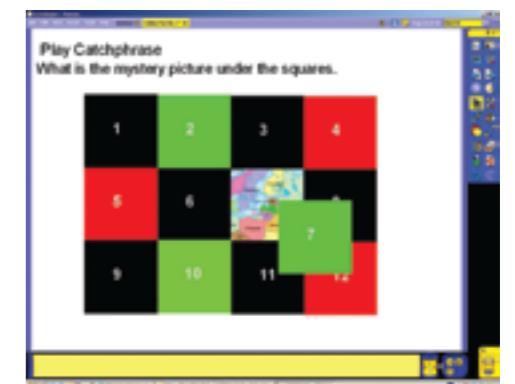 Play Catchphrase
What is the mystery picture under the squares.
1 2 3 4
5 6
7
9 10 11 12